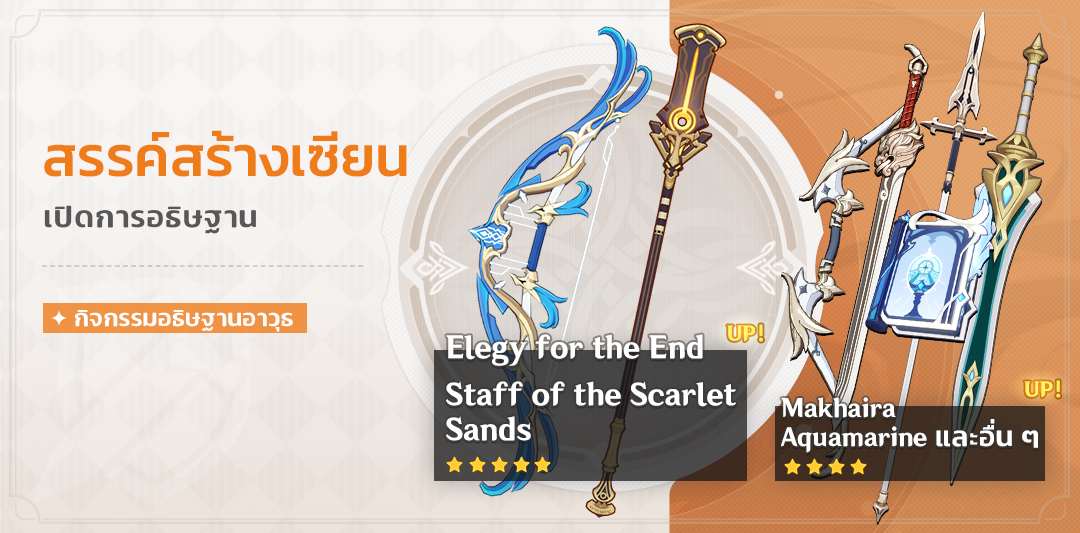 สรรค์สร้างเซียน
เปิดการอธิษฐาน
กิจกรรมอธิษฐานอาวุธ
UP!
Elegy for the End
Staff of the Scarlet
Sands
UP!
Makhaira
Aquamarine และอื่น ๆ